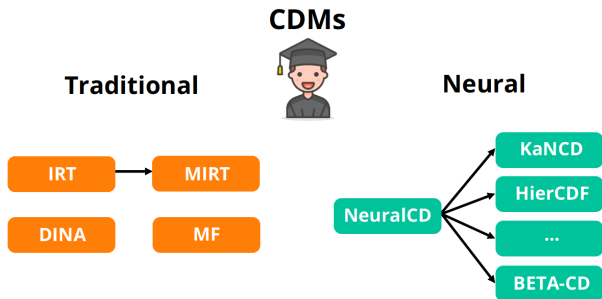 CDMs
Traditional
Neural
IRT
MIRT
DINA
MF
NeuralCD
KaNCD
HierCDF
...
BETA-CD